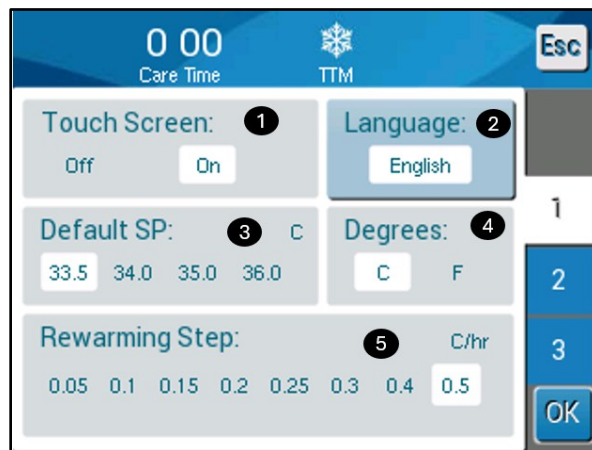 0 00
Care Time
TTM
Esc
Touch Screen: 1
Off On
Language: 2
English
Default SP: 3 C
33.5 34.0 35.0 36.0
Degrees: 4
C F
Rewarming Step: 5 C/hr
0.05 0.1 0.15 0.2 0.25 0.3 0.4 0.5
1
2
3
OK